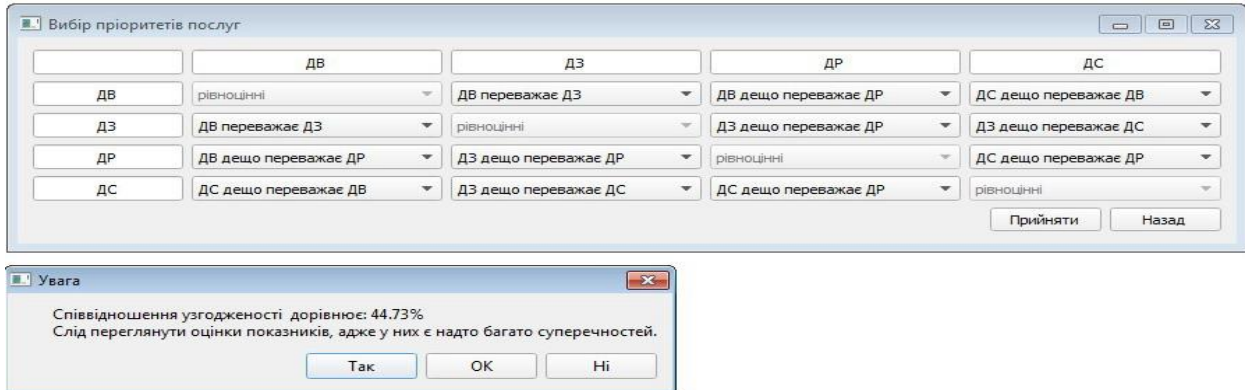 Вибір пріоритетів послуг
ДВ ДЗ ДР ДС
ДВ рівноцінні ДВ переважає ДЗ ДВ дещо переважає ДР ДС дещо переважає ДВ
ДЗ ДВ переважає ДЗ рівноцінні ДЗ дещо переважає ДР ДЗ дещо переважає ДС
ДР ДВ дещо переважає ДР ДЗ дещо переважає ДР рівноцінні ДС дещо переважає ДР
ДС ДС дещо переважає ДВ ДЗ дещо переважає ДС ДС дещо переважає ДР рівноцінні
Прийняти Назад
Увага
Співвідношення узгодженості дорівнює: 44.73%
Слід переглянути оцінки показників, адже у них є надто багато суперечностей.
Так OK Ні